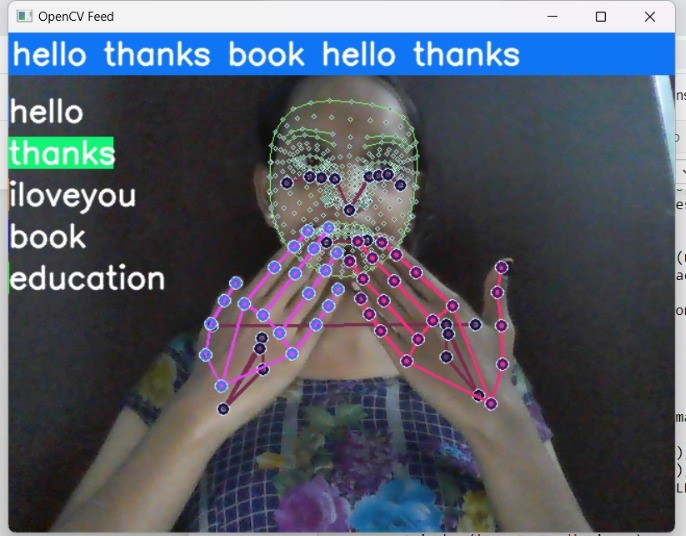 OpenCV Feed
hello thanks book hello thanks
hello
thanks
iloveyou
book
education